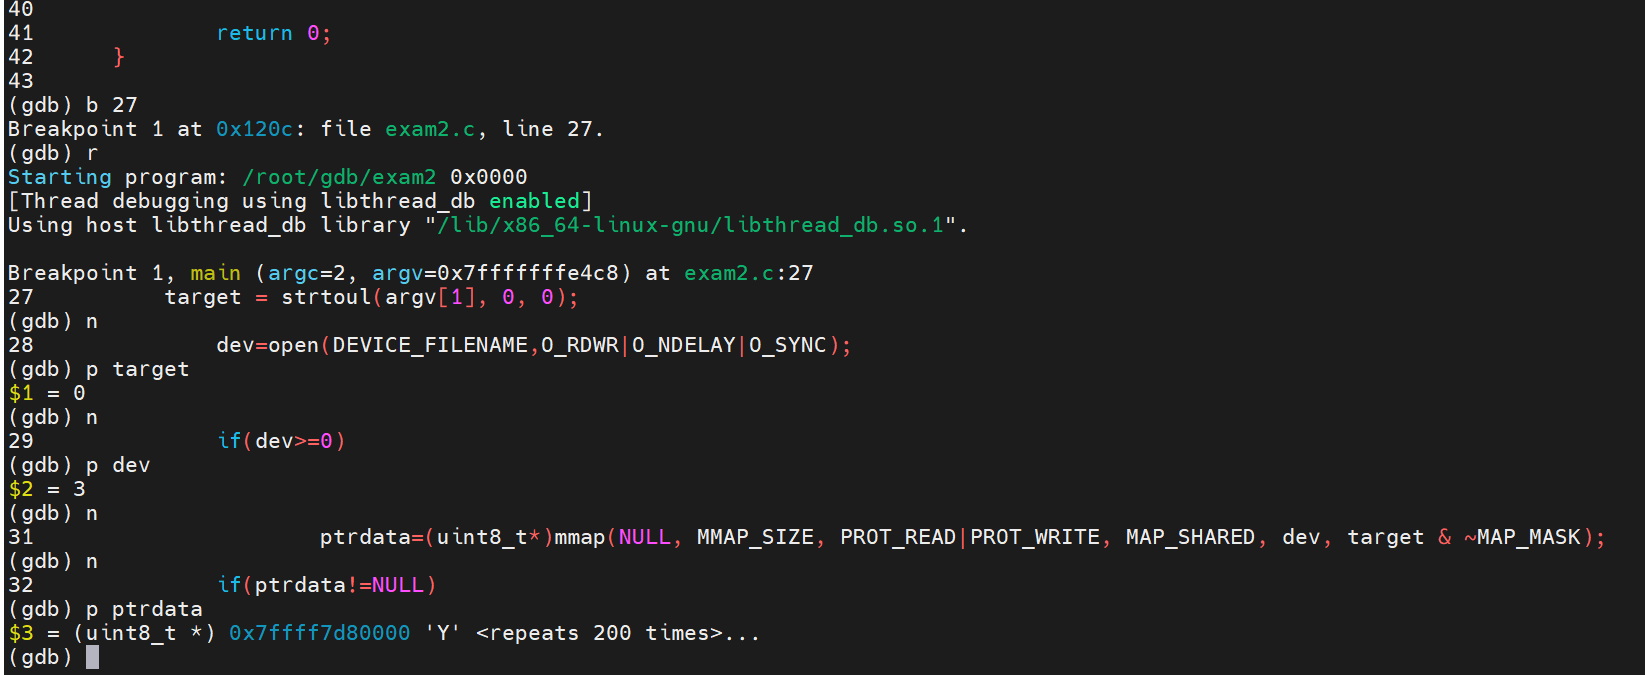 40
41              return 0;
42      }
43
(gdb) b 27
Breakpoint 1 at 0x120c: file exam2.c, line 27.
(gdb) r
Starting program: /root/gdb/exam2 0x0000
[Thread debugging using libthread_db enabled]
Using host libthread_db library "/lib/x86_64-linux-gnu/libthread_db.so.1".

Breakpoint 1, main (argc=2, argv=0x7fffffffe4c8) at exam2.c:27
27          target = strtoul(argv[1], 0, 0);
(gdb) n
28              dev=open(DEVICE_FILENAME,O_RDWR|O_NDELAY|O_SYNC);
(gdb) p target
$1 = 0
(gdb) n
29              if(dev>=0)
(gdb) p dev
$2 = 3
(gdb) n
31                      ptrdata=(uint8_t*)mmap(NULL, MMAP_SIZE, PROT_READ|PROT_WRITE, MAP_SHARED, dev, target & ~MAP_MASK);
(gdb) n
32              if(ptrdata!=NULL)
(gdb) p ptrdata
$3 = (uint8_t *) 0x7ffff7d80000 'Y' <repeats 200 times>...
(gdb)